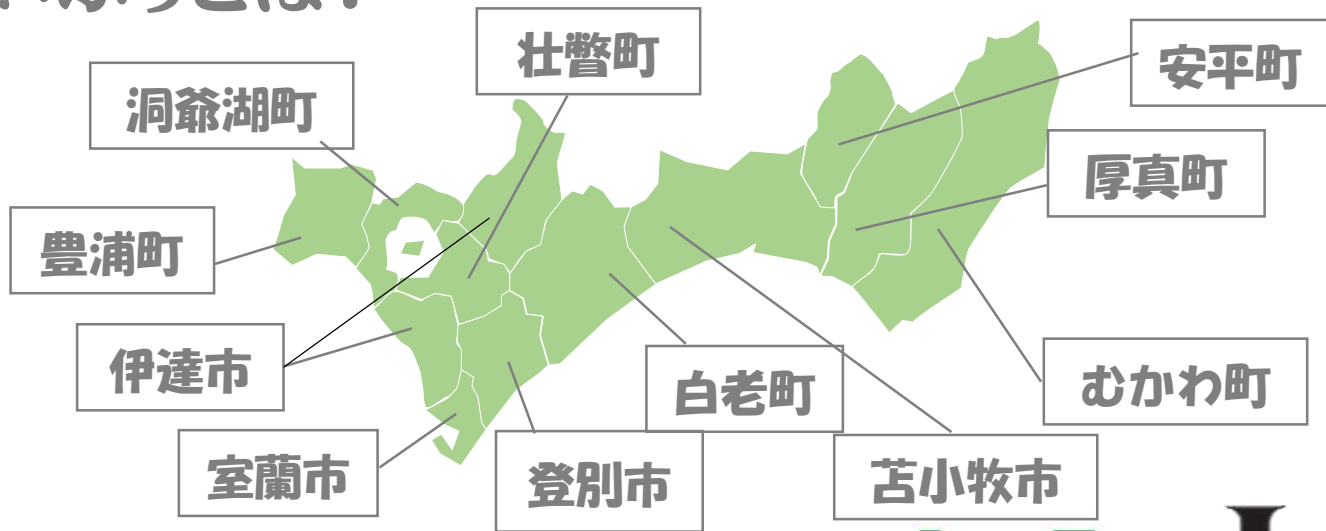 壮瞥町
安平町
洞爺湖町
厚真町
豊浦町
伊達市
白老町
むかわ町
室蘭市
登別市
苫小牧市